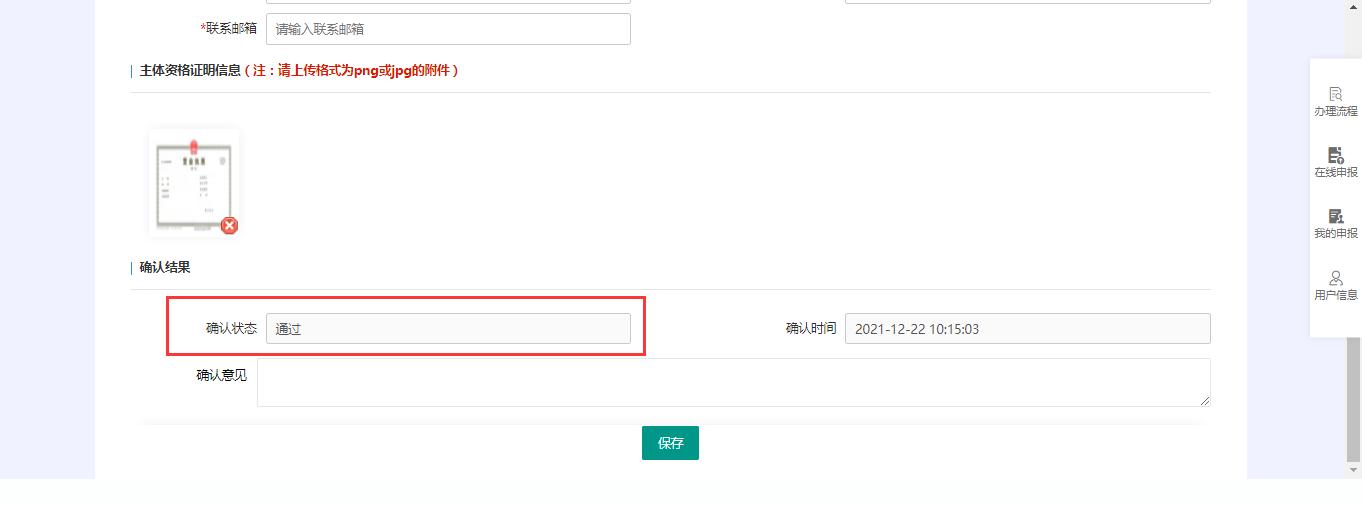 *联系邮箱 请输入联系邮箱
主体资格证明信息（注：请上传格式为png或jpg的附件）
确认结果
确认状态 通过 确认时间 2021-12-22 10:15:03
确认意见
保存
办理流程
在线申报
我的申报
用户信息